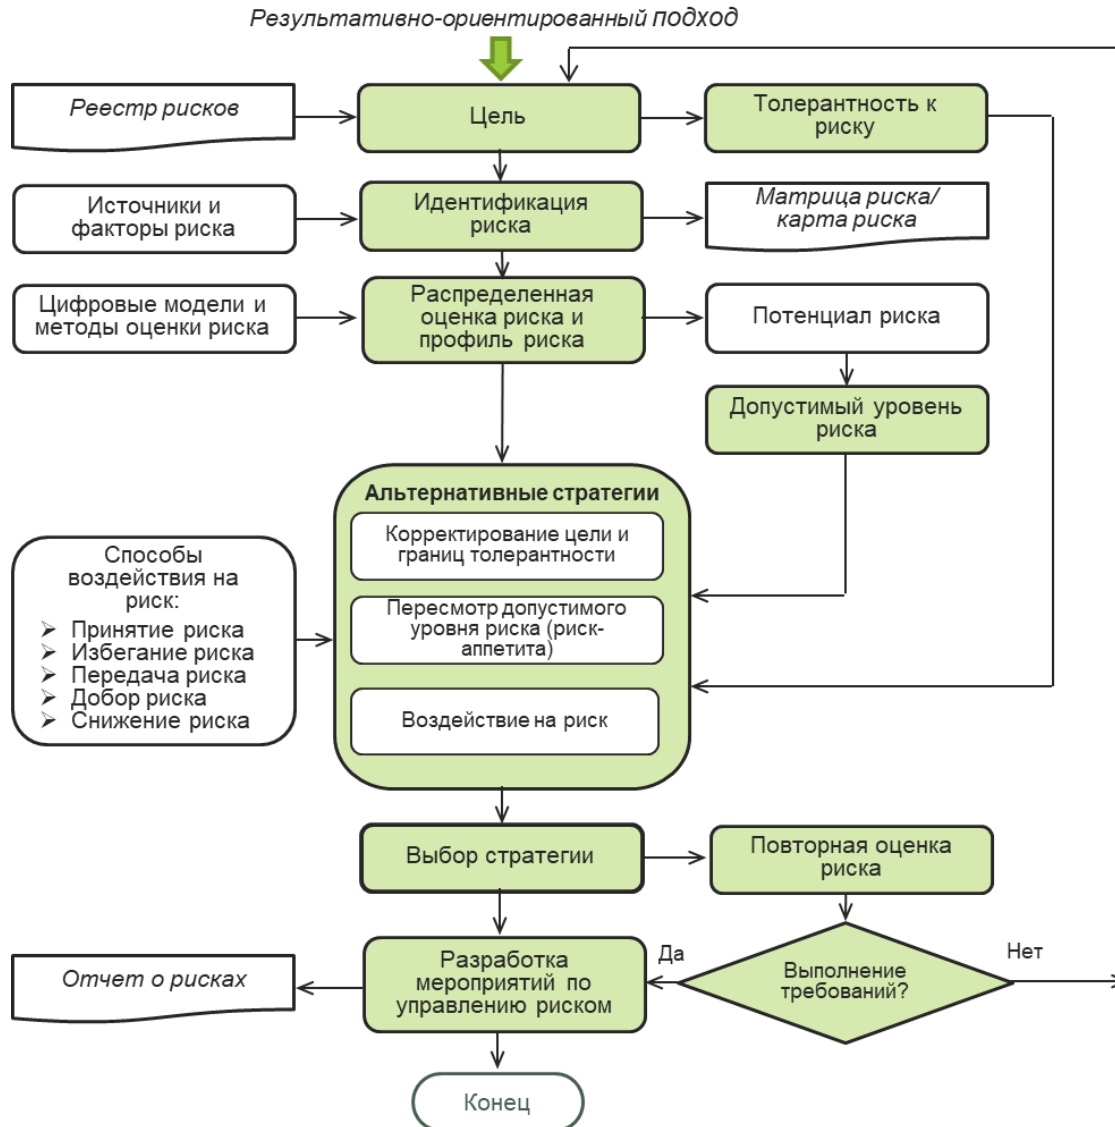 Результативно-ориентированный подход
Реестр рисков
Цель
Толерантность к
риску
Источники и
факторы риска
Идентификация
риска
Матрица риска/
карта риска
Цифровые модели и
методы оценки риска
Распределенная
оценка риска и
профиль риска
Потенциал риска
Допустимый уровень
риска
Альтернативные стратегии
Корректирование цели и
границ толерантности
Пересмотр допустимого
уровня риска (риск-
аппетита)
Воздействие на риск
Способы
воздействия на
риск:
➢ Принятие риска
➢ Избегание риска
➢ Передача риска
➢ Добор риска
➢ Снижение риска
Выбор стратегии
Повторная оценка
риска
Отчет о рисках
Разработка
мероприятий по
управлению риском
Да
Выполнение
требований?
Нет
Конец